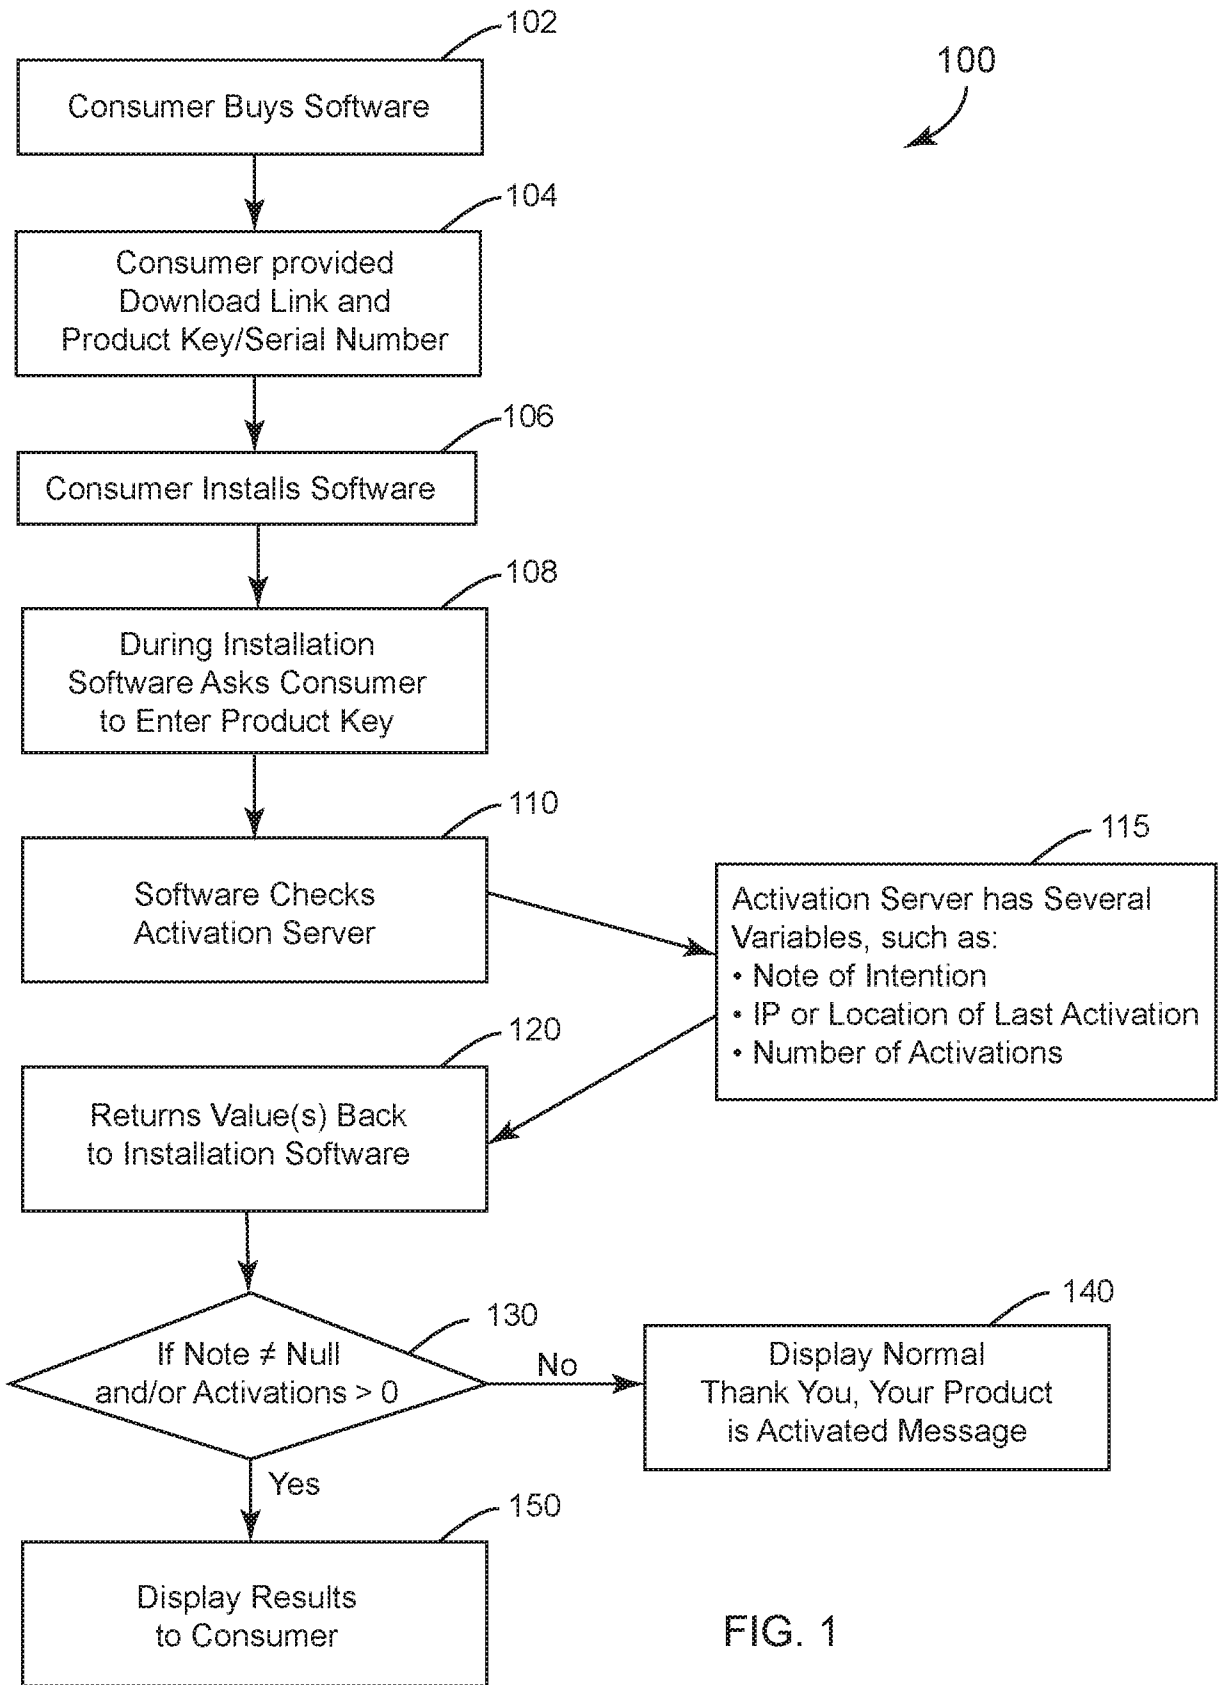 102
100
Consumer Buys Software
104
Consumer provided
Download Link and
Product Key/Serial Number
106
Consumer Installs Software
108
During Installation
Software Asks Consumer
to Enter Product Key
110
Software Checks
Activation Server
115
Activation Server has Several
Variables, such as:
• Note of Intention
• IP or Location of Last Activation
• Number of Activations
120
Returns Value(s) Back
to Installation Software
130
If Note ≠ Null
and/or Activations > 0
No
140
Display Normal
Thank You, Your Product
is Activated Message
Yes
150
Display Results
to Consumer
FIG. 1